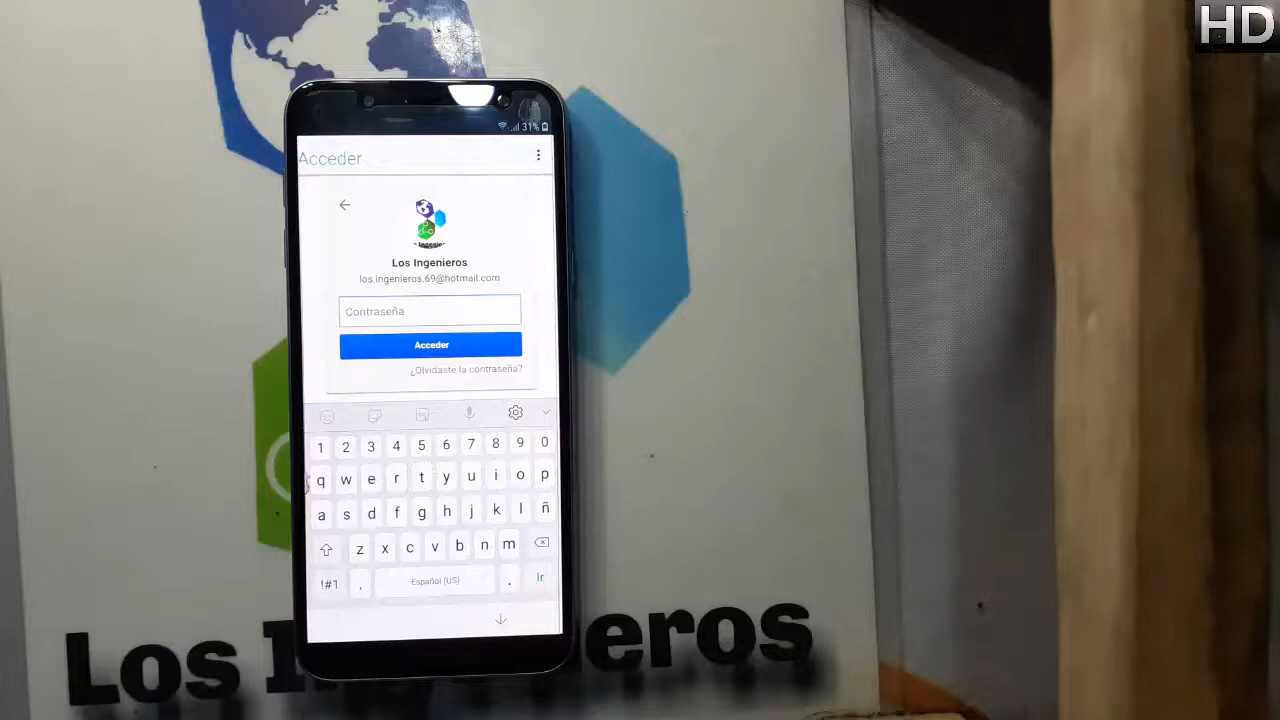 HD
31%
Acceder
Los Ingenieros
los.ingenieros.69@hotmail.com
Contraseña
Acceder
¿Olvidaste la contraseña?
1 2 3 4 5 6 7 8 9 0
q w e r t y u i o p
a s d f g h j k l ñ
z x c v b n m
!#1 , Español (US) . Ir
Los I enieros